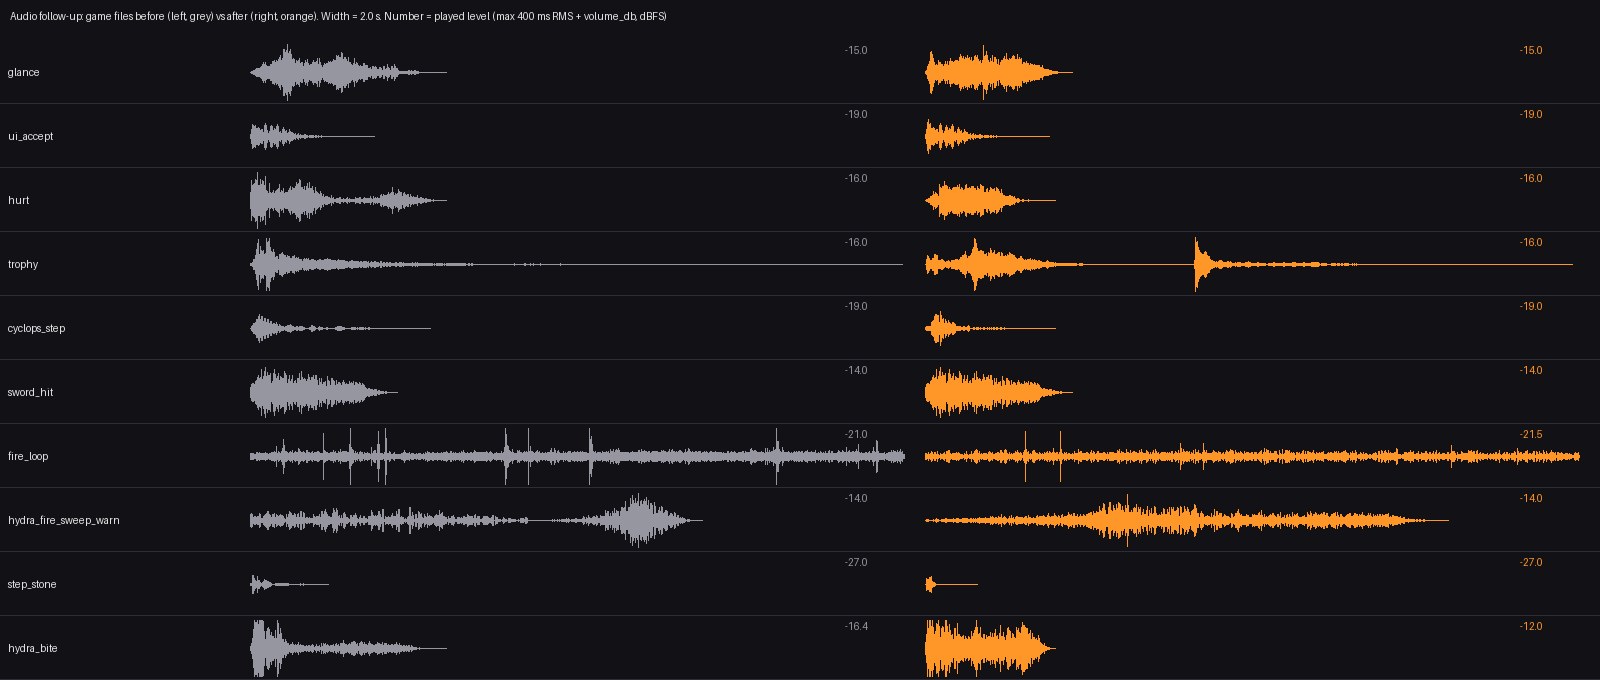 Audio follow-up: game files before (left, grey) vs after (right, orange). Width = 2.0 s. Number = played level (max 400 ms RMS + volume_db, dBFS)
glance -15.0 -15.0
ui_accept -19.0 -19.0
hurt -16.0 -16.0
trophy -16.0 -16.0
cyclops_step -19.0 -19.0
sword_hit -14.0 -14.0
fire_loop -21.0 -21.5
hydra_fire_sweep_warn -14.0 -14.0
step_stone -27.0 -27.0
hydra_bite -16.4 -12.0